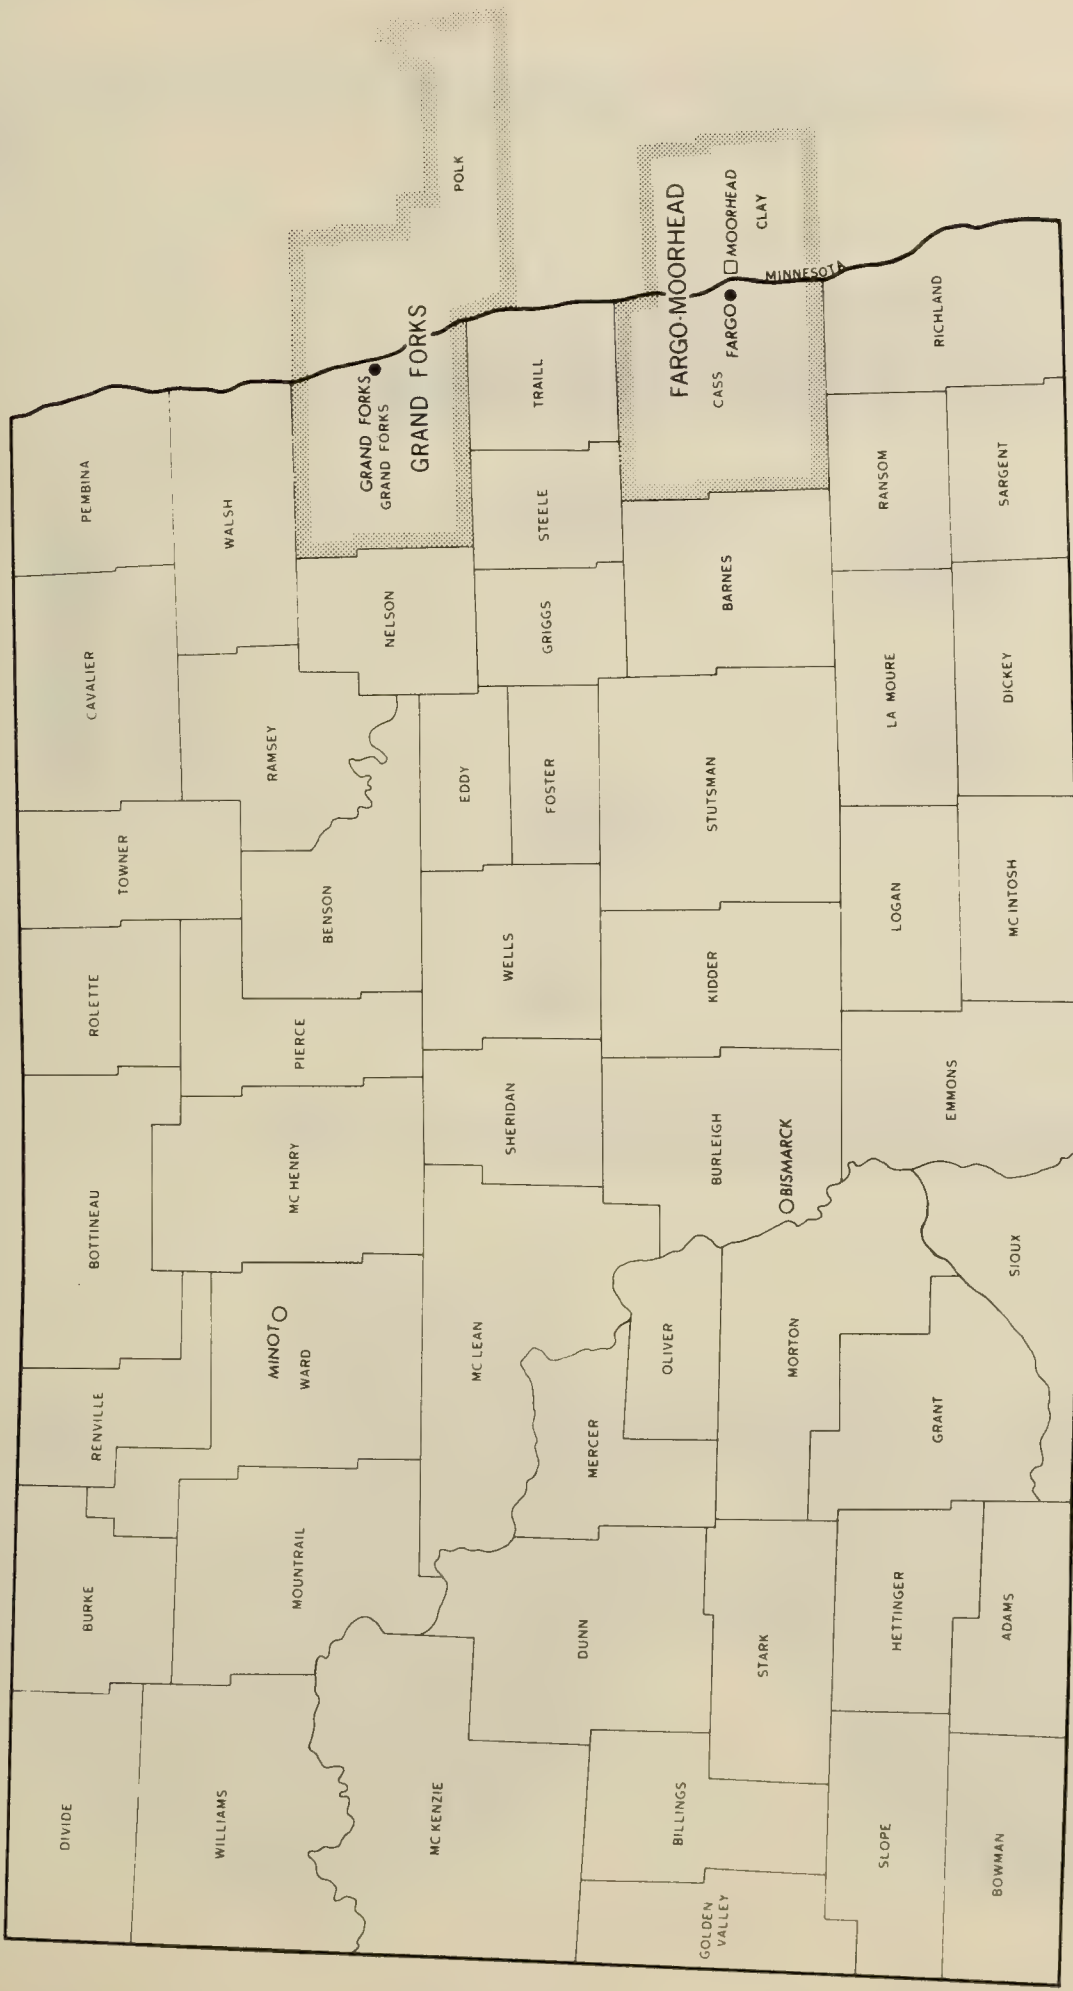 DIVIDE
BURKE
RENVILLE
BOTTINEAU
ROLETTE
TOWNER
CAVALIER
PEMBINA
WILLIAMS
MOUNTRAIL
MINOT
WARD
MC HENRY
PIERCE
BENSON
RAMSEY
WALSH
NELSON
GRAND FORKS
GRAND FORKS
GRAND FORKS
POLK
MC KENZIE
DUNN
MERCER
MC LEAN
SHERIDAN
WELLS
EDDY
FOSTER
GRIGGS
STEELE
TRAILL
GOLDEN
VALLEY
BILLINGS
STARK
OLIVER
MORTON
BURLEIGH
BISMARCK
KIDDER
STUTSMAN
BARNES
FARGO-MOORHEAD
CASS
FARGO
MOORHEAD
CLAY
MINNESOTA
SLOPE
HETTINGER
GRANT
SIOUX
EMMONS
LOGAN
LA MOURE
RANSOM
RICHLAND
BOWMAN
ADAMS
MC INTOSH
DICKEY
SARGENT